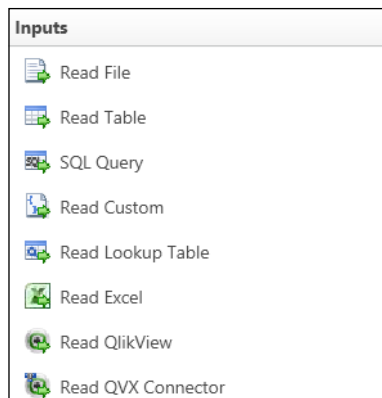 Inputs
Read File
Read Table
SQL Query
Read Custom
Read Lookup Table
Read Excel
Read QlikView
Read QVX Connector